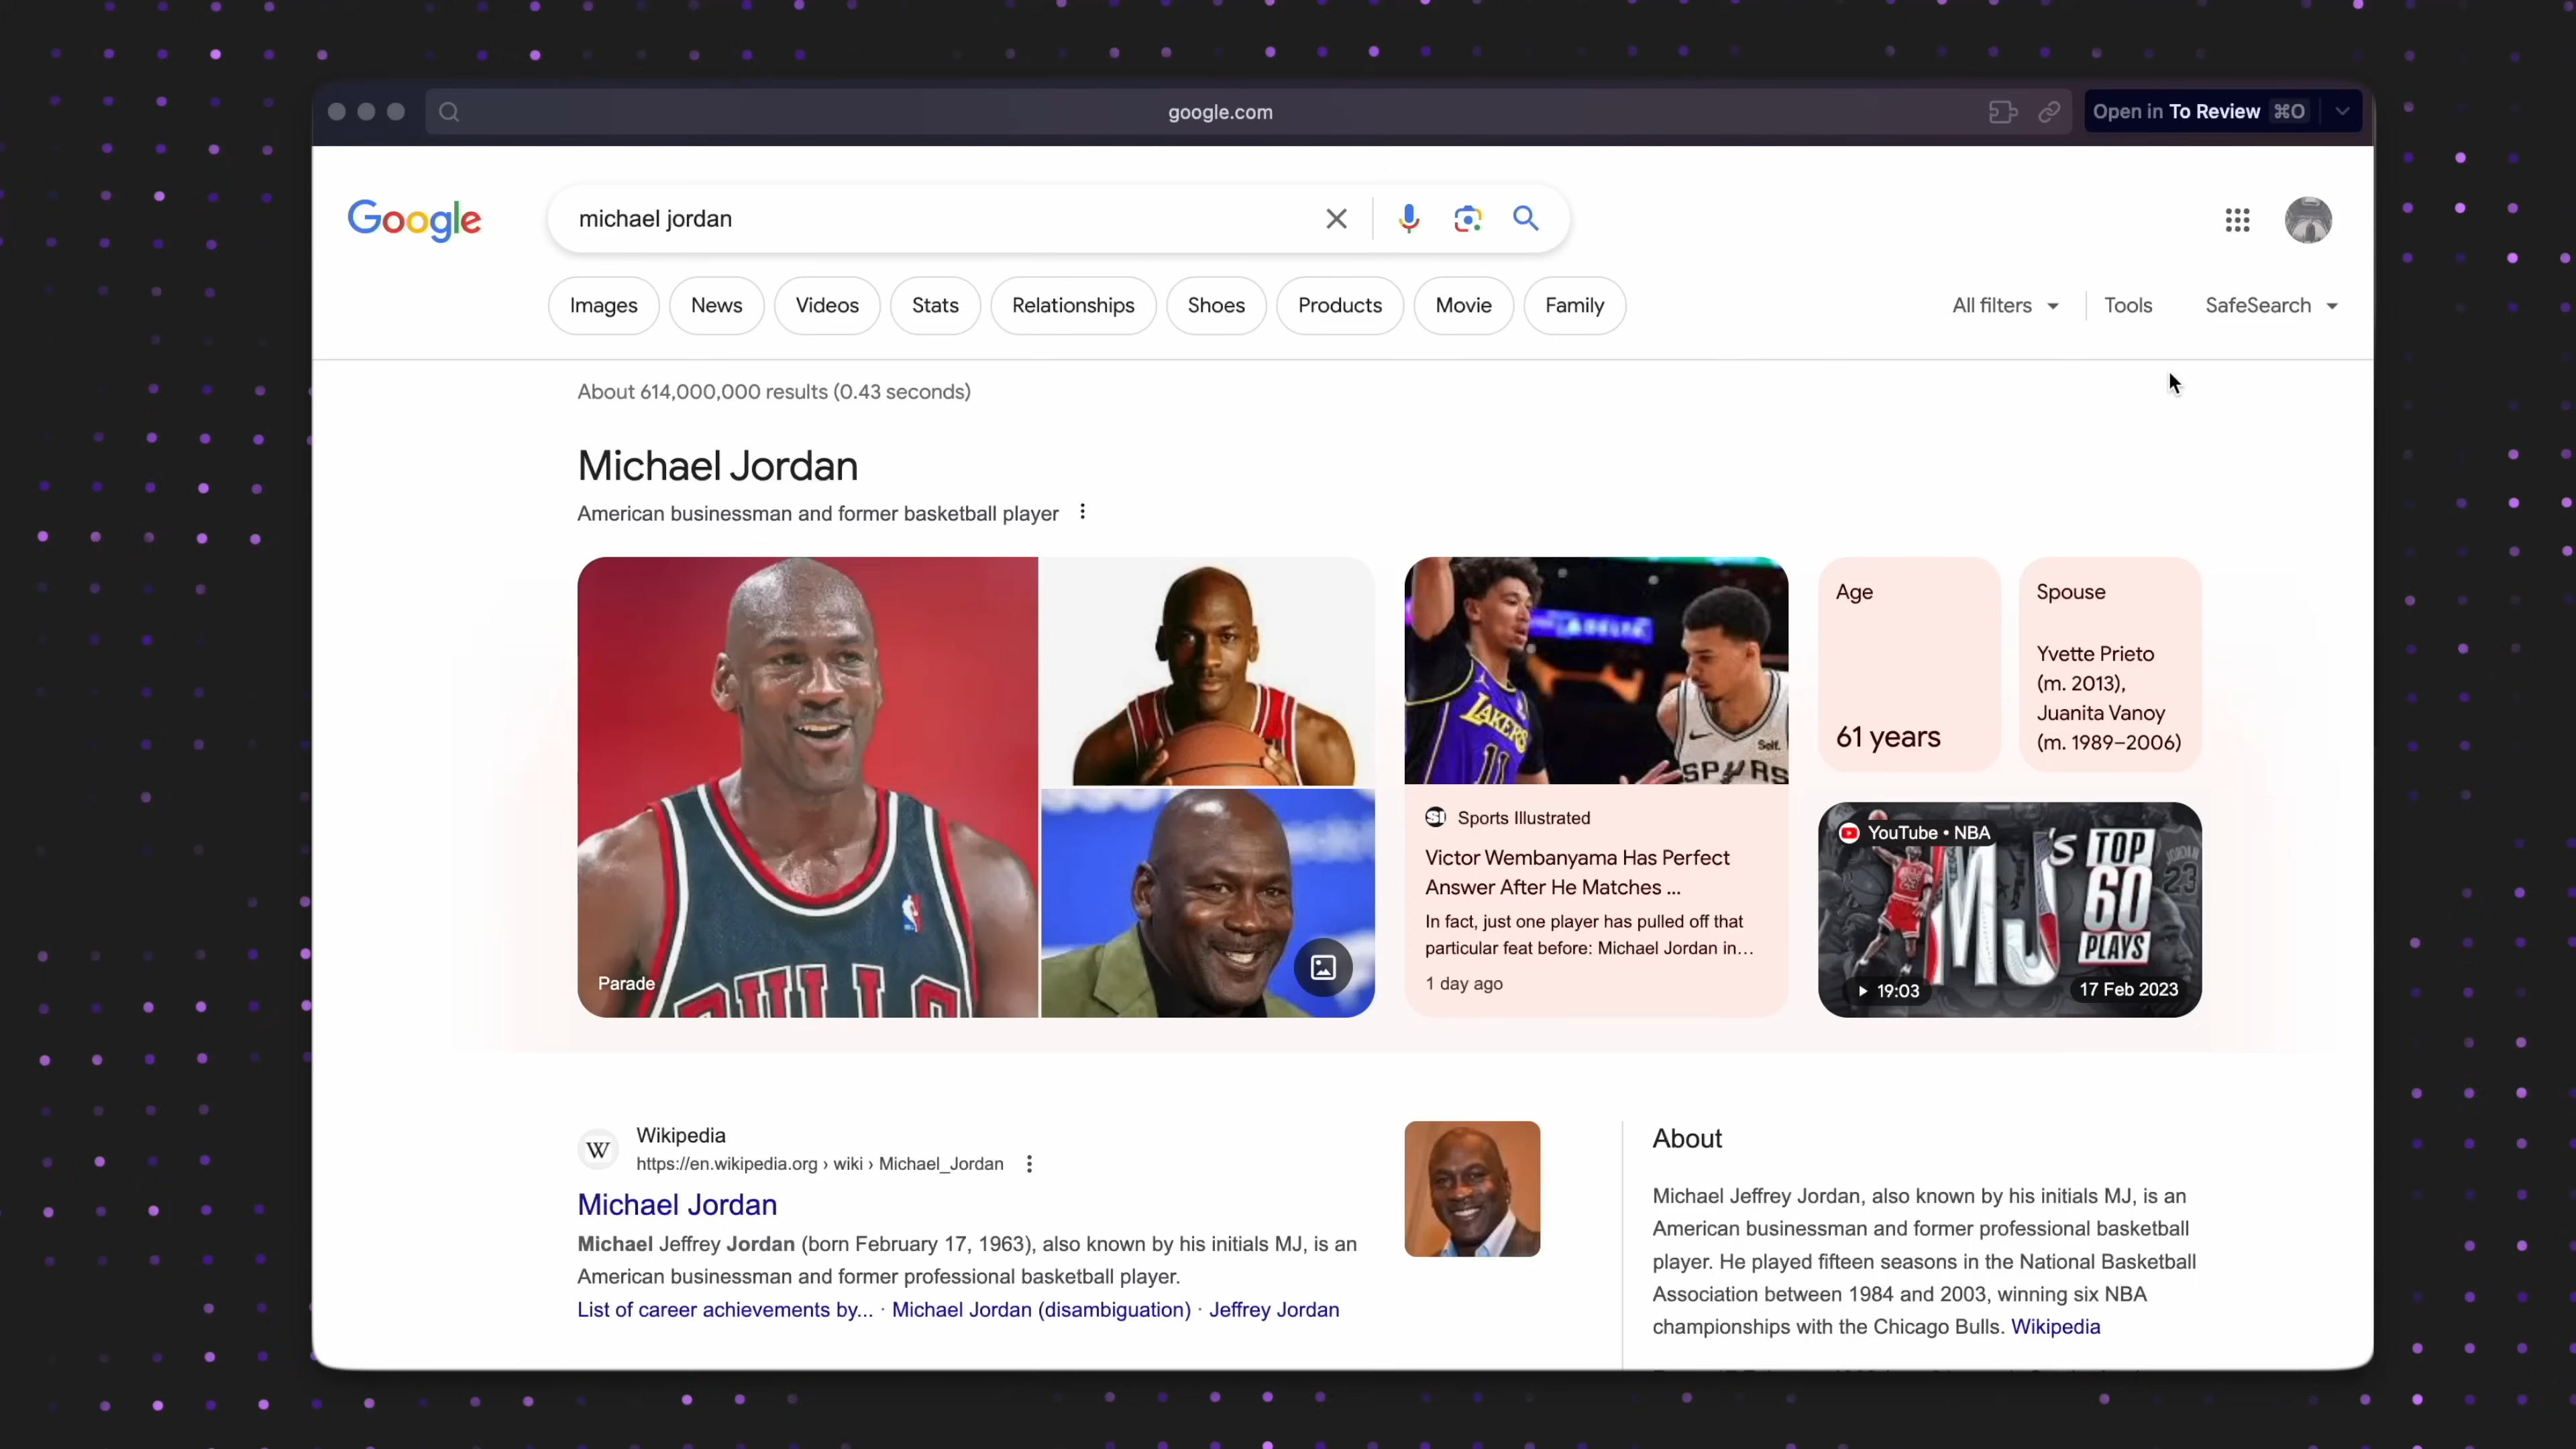 google.com
Open in To Review ⌘O
Google
michael jordan
Images
News
Videos
Stats
Relationships
Shoes
Products
Movie
Family
All filters
Tools
SafeSearch
About 614,000,000 results (0.43 seconds)
Michael Jordan
American businessman and former basketball player
Parade
BULLS
LAKERS
11
Self.
SPURS
Sports Illustrated
Victor Wembanyama Has Perfect
Answer After He Matches ...
In fact, just one player has pulled off that
particular feat before: Michael Jordan in...
1 day ago
Age
61 years
Spouse
Yvette Prieto
(m. 2013),
Juanita Vanoy
(m. 1989–2006)
YouTube • NBA
MJ'S TOP
60
PLAYS
JORDAN
23
19:03
17 Feb 2023
W
Wikipedia
https://en.wikipedia.org › wiki › Michael_Jordan
Michael Jordan
Michael Jeffrey Jordan (born February 17, 1963), also known by his initials MJ, is an
American businessman and former professional basketball player.
List of career achievements by... · Michael Jordan (disambiguation) · Jeffrey Jordan
About
Michael Jeffrey Jordan, also known by his initials MJ, is an
American businessman and former professional basketball
player. He played fifteen seasons in the National Basketball
Association between 1984 and 2003, winning six NBA
championships with the Chicago Bulls. Wikipedia